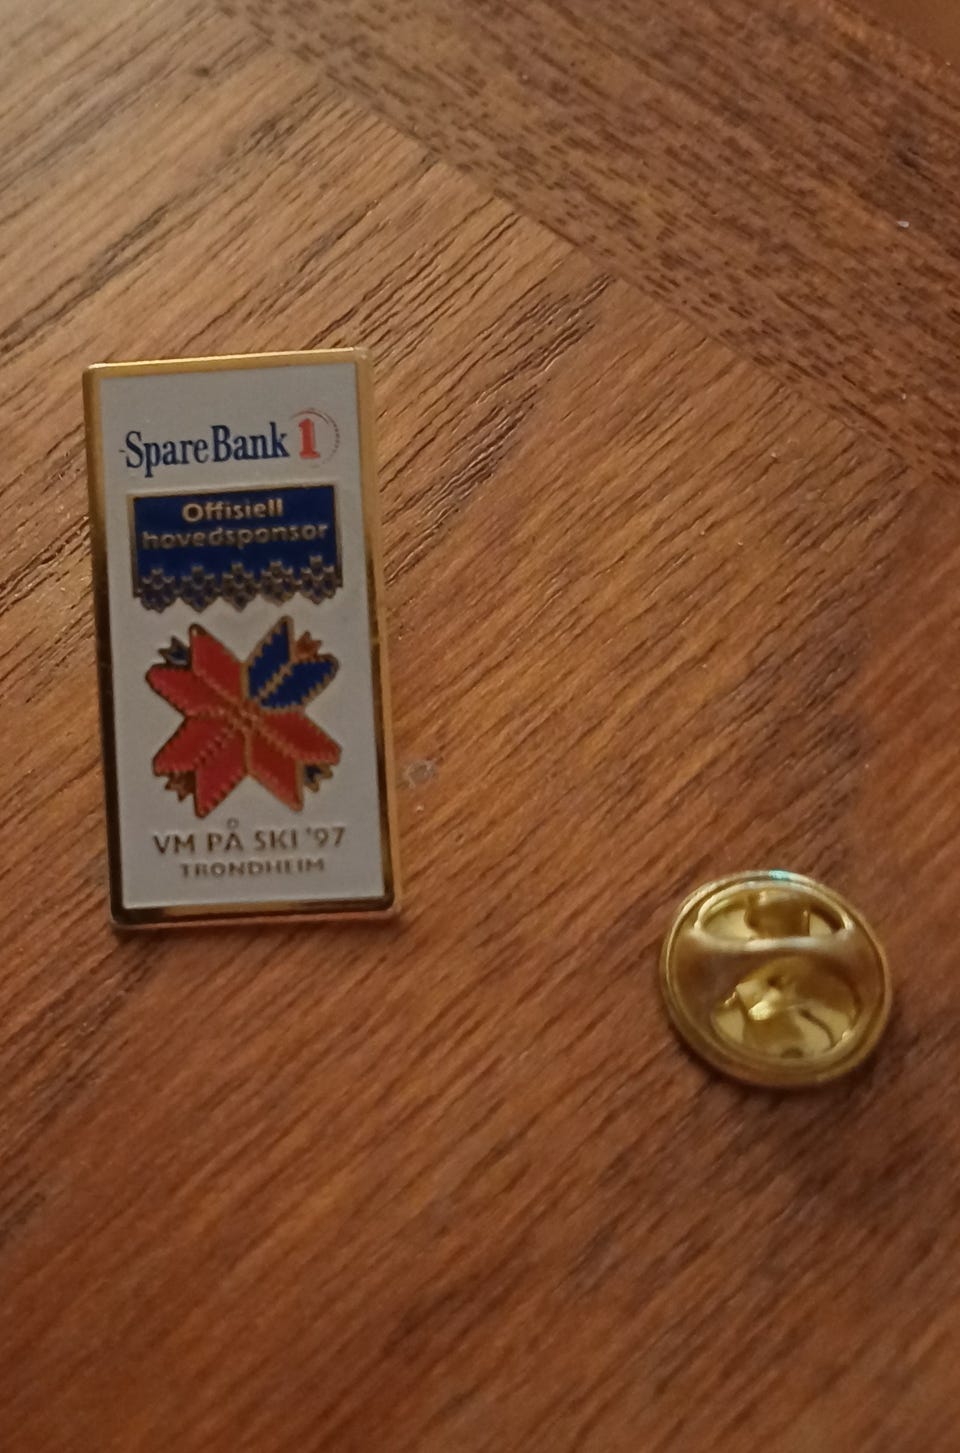 SpareBank 1
Offisiell
hovedsponsor
VM PÅ SKI '97
TRONDHEIM